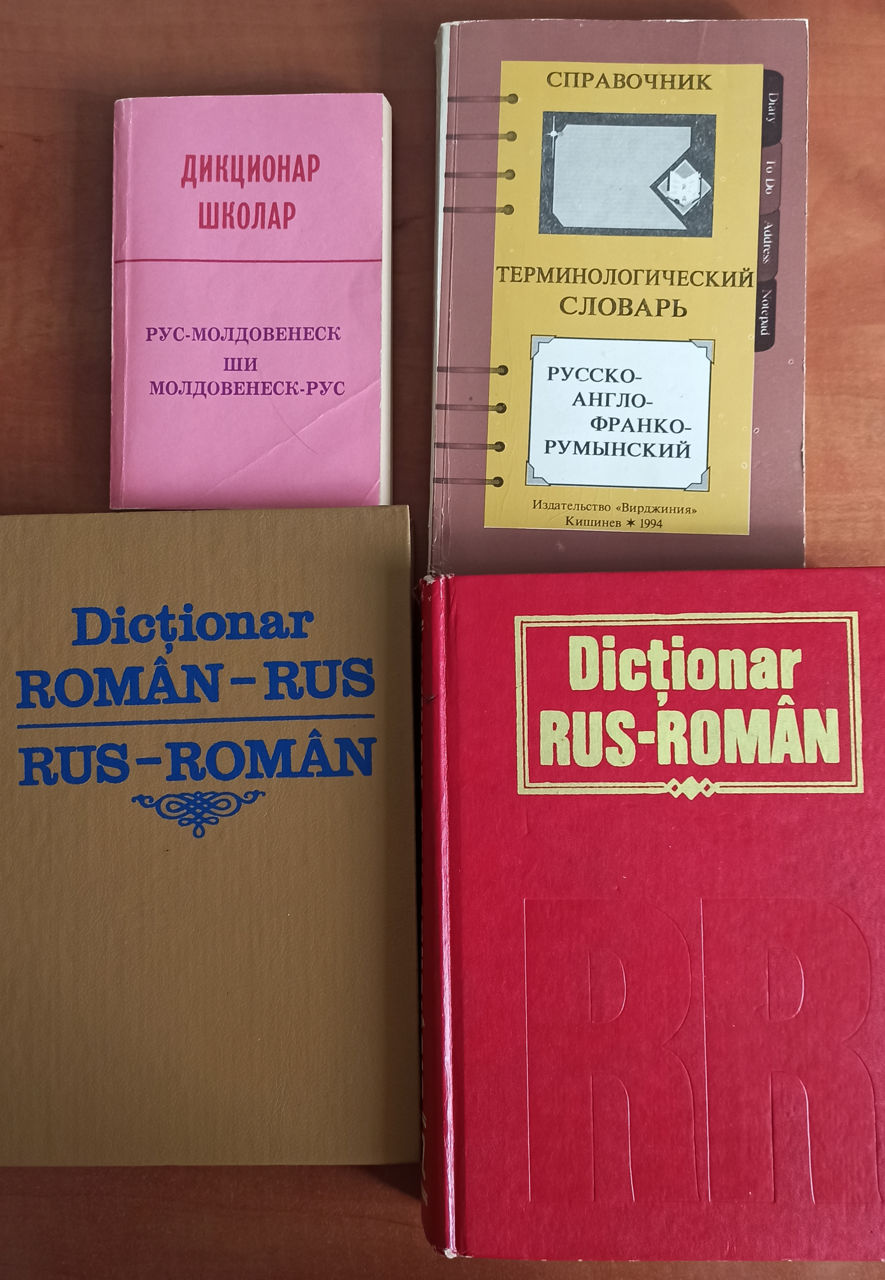 ДИКЦИОНАР
ШКОЛАР
РУС-МОЛДОВЕНЕСК
ШИ
МОЛДОВЕНЕСК-РУС
СПРАВОЧНИК
ТЕРМИНОЛОГИЧЕСКИЙ
СЛОВАРЬ
РУССКО-
АНГЛО-
ФРАНКО-
РУМЫНСКИЙ
Издательство «Вирджиния»
Кишинев ✶ 1994
Diary
To Do
Address
Notepad
Dicționar
ROMÂN – RUS
RUS – ROMÂN
Dicționar
RUS-ROMÂN
RR